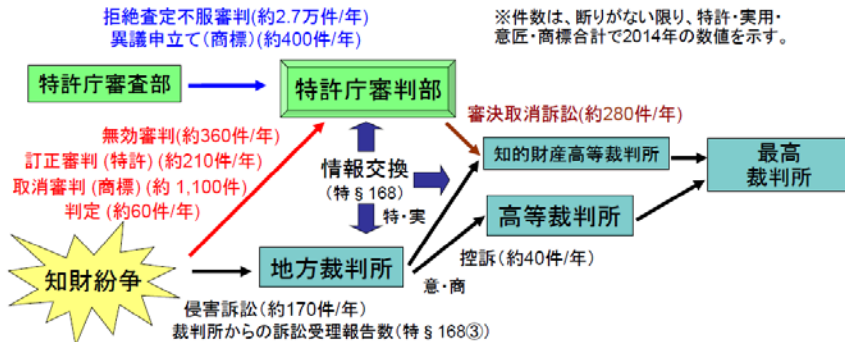 拒絶査定不服審判(約2.7万件/年)
異議申立て(商標)(約400件/年)
※件数は、断りがない限り、特許・実用・
意匠・商標合計で2014年の数値を示す。
特許庁審査部
特許庁審判部
審決取消訴訟(約280件/年)
無効審判(約360件/年)
訂正審判(特許)(約210件/年)
取消審判(商標)(約1,100件)
判定(約60件/年)
情報交換
(特§168)
特・実
知的財産高等裁判所
最高
裁判所
高等裁判所
知財紛争
地方裁判所
控訴(約40件/年)
意・商
侵害訴訟(約170件/年)
裁判所からの訴訟受理報告数(特§168③)